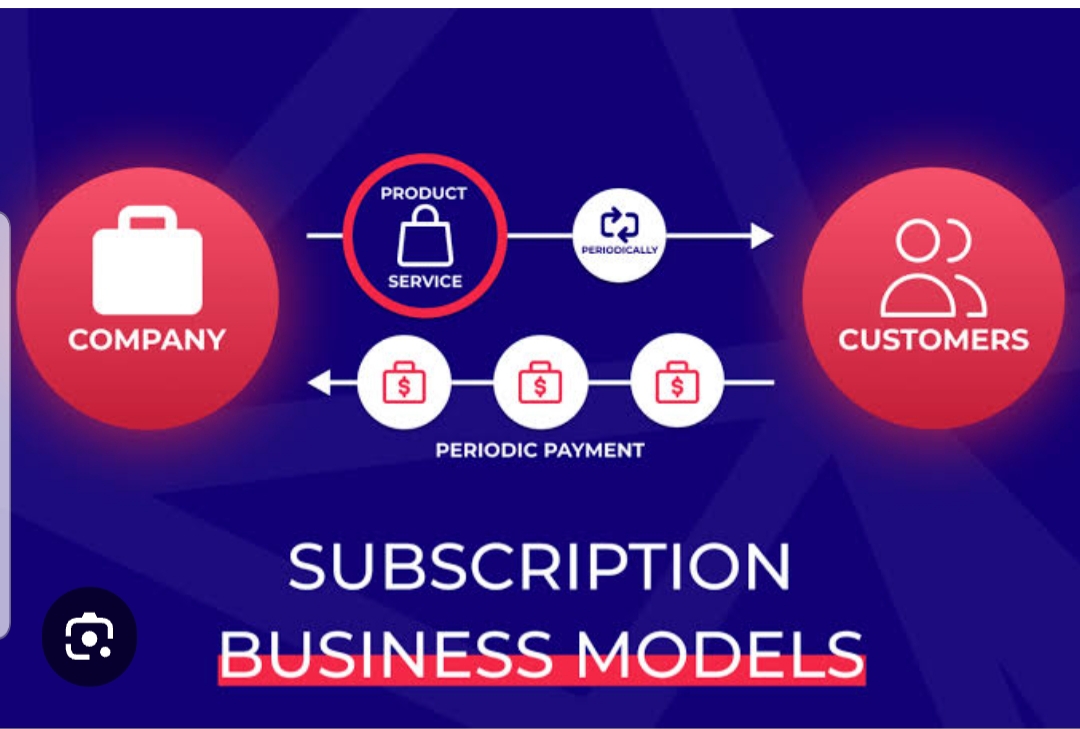 PRODUCT
SERVICE
PERIODICALLY
COMPANY
CUSTOMERS
$ $ $
PERIODIC PAYMENT
SUBSCRIPTION
BUSINESS MODELS